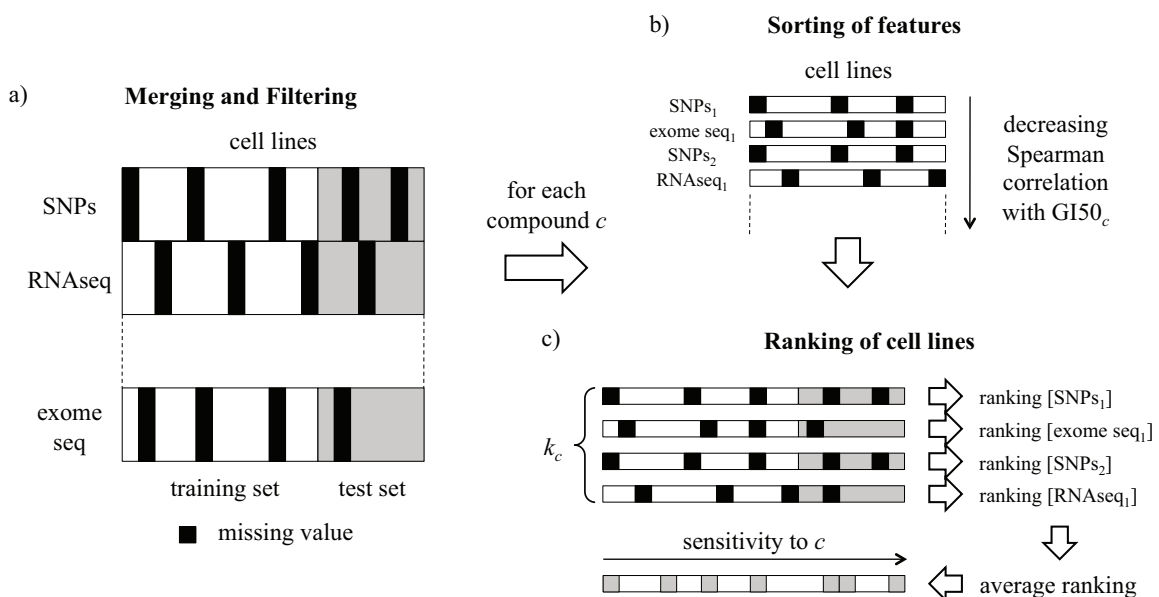 a)
Merging and Filtering
cell lines
SNPs
RNAseq
exome
seq
training set
test set
missing value
for each
compound c
b)
Sorting of features
cell lines
SNPs₁
exome seq₁
SNPs₂
RNAseq₁
decreasing
Spearman
correlation
with GI50c
c)
Ranking of cell lines
kc
ranking [SNPs₁]
ranking [exome seq₁]
ranking [SNPs₂]
ranking [RNAseq₁]
sensitivity to c
average ranking